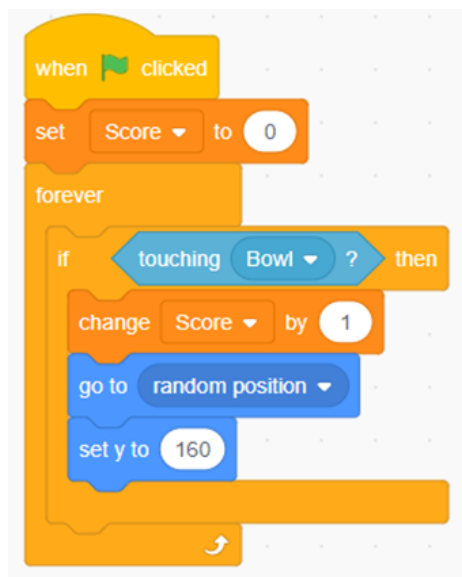 when clicked
set Score to 0
forever
if touching Bowl ? then
change Score by 1
go to random position
set y to 160